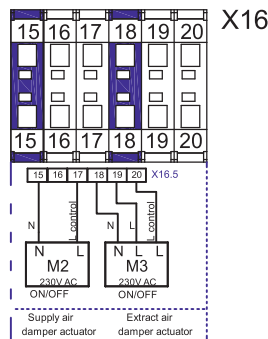 X16
15 16 17 18 19 20
15 16 17 18 19 20
15 16 17 18 19 20 X16.5
N L control N L L control
N L N L
M2 M3
230V AC 230V AC
ON/OFF ON/OFF
Supply air Extract air
damper actuator damper actuator